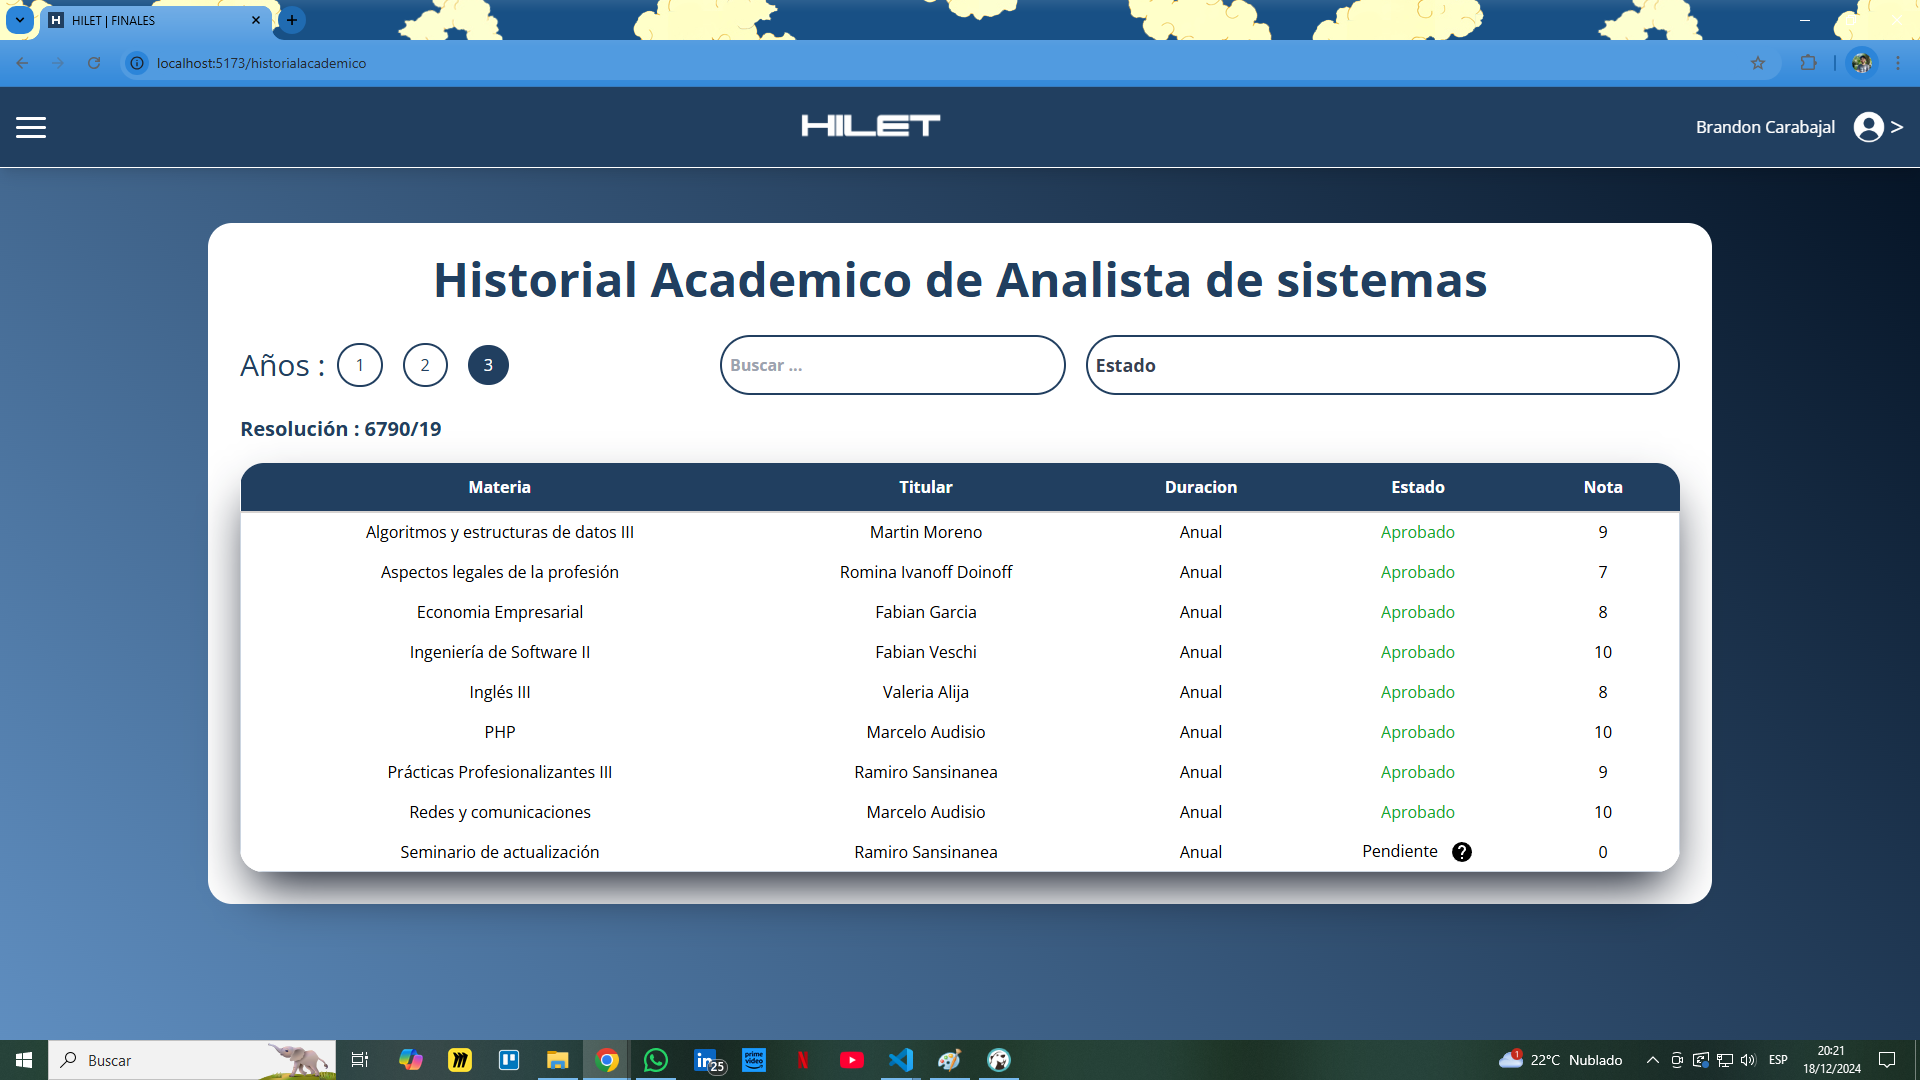 HILET | FINALES
localhost:5173/historialacademico
HILET
Brandon Carabajal >
Historial Academico de Analista de sistemas
Años : 1 2 3
Buscar ...
Estado
Resolución : 6790/19
Materia Titular Duracion Estado Nota
Algoritmos y estructuras de datos III Martin Moreno Anual Aprobado 9
Aspectos legales de la profesión Romina Ivanoff Doinoff Anual Aprobado 7
Economia Empresarial Fabian Garcia Anual Aprobado 8
Ingeniería de Software II Fabian Veschi Anual Aprobado 10
Inglés III Valeria Alija Anual Aprobado 8
PHP Marcelo Audisio Anual Aprobado 10
Prácticas Profesionalizantes III Ramiro Sansinanea Anual Aprobado 9
Redes y comunicaciones Marcelo Audisio Anual Aprobado 10
Seminario de actualización Ramiro Sansinanea Anual Pendiente ? 0
Buscar
in 25
prime video
N
1
22°C Nublado
ESP
20:21
18/12/2024